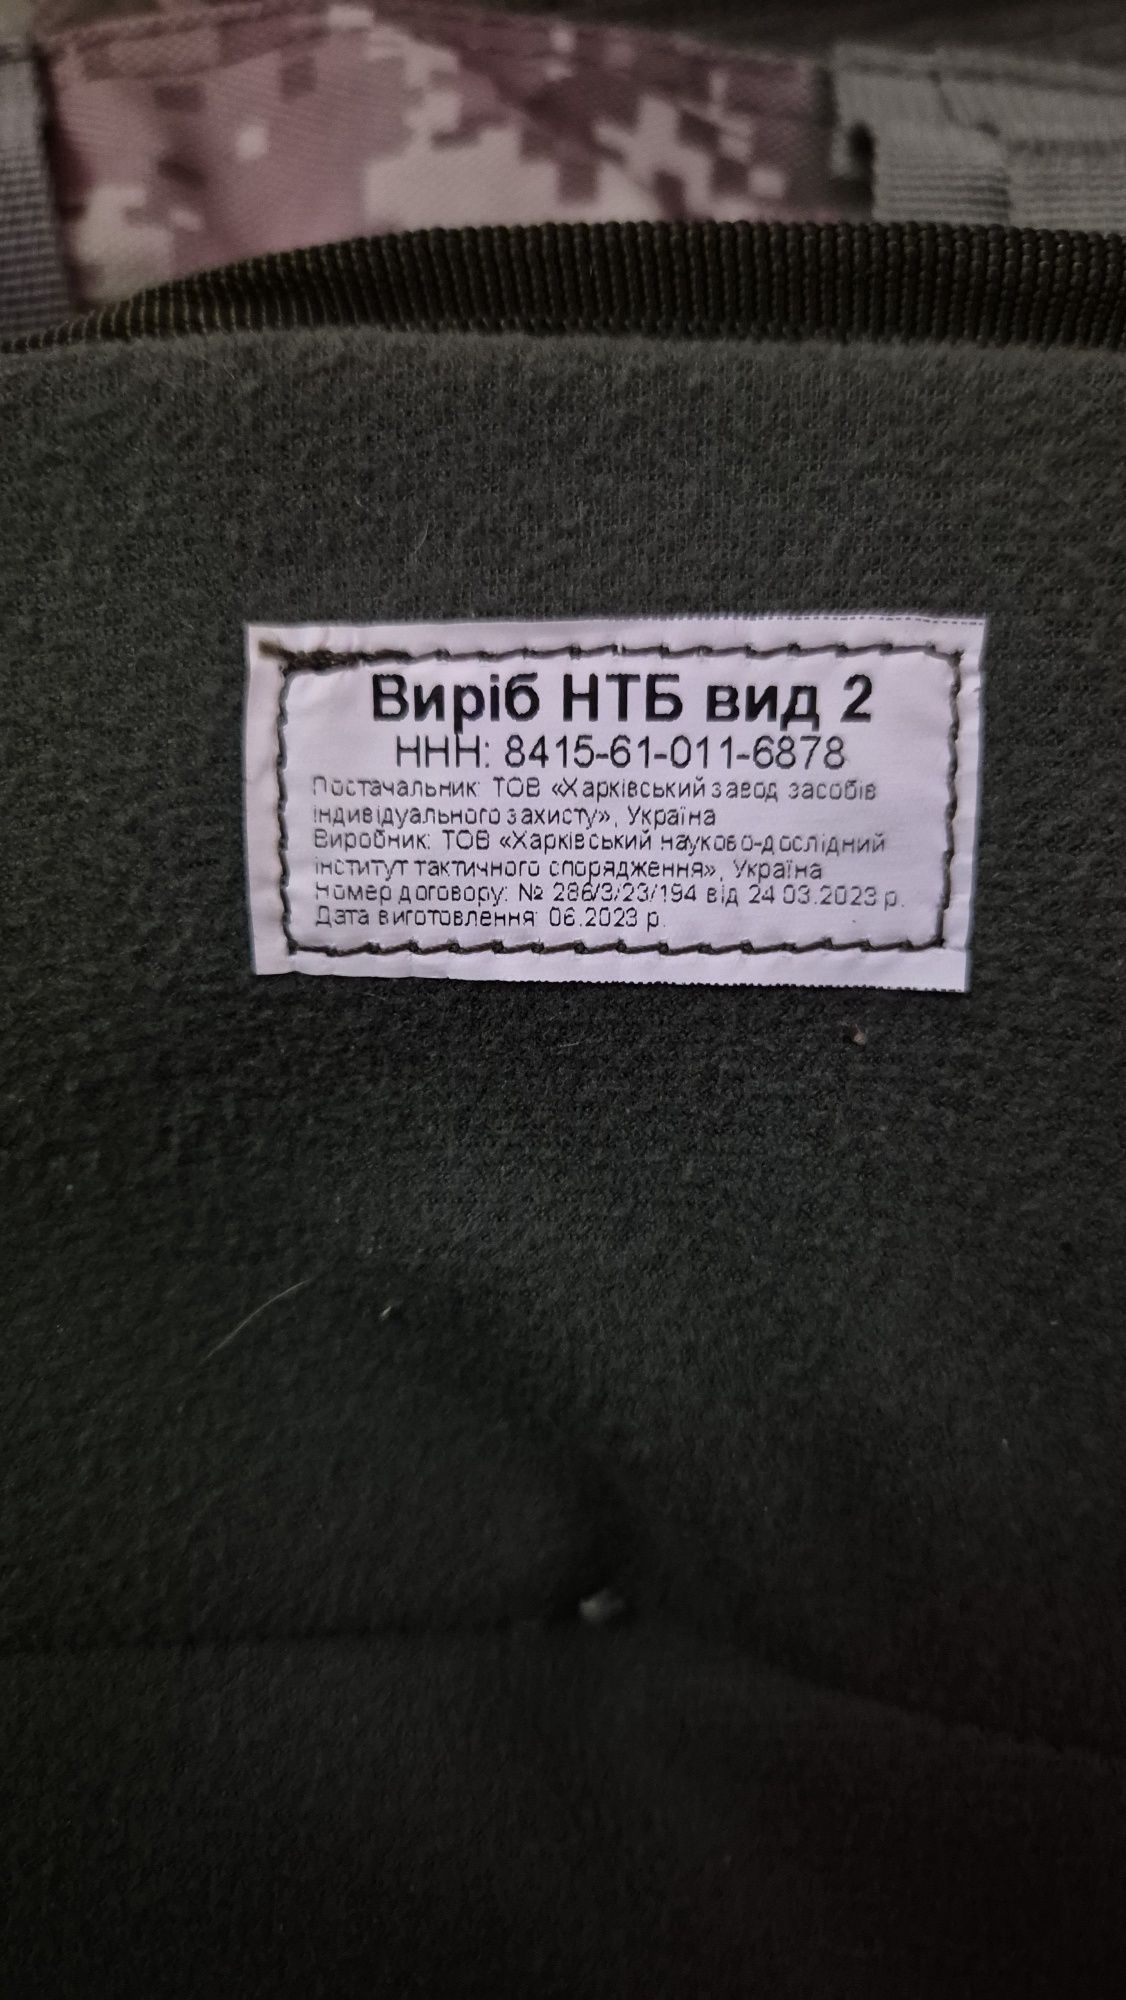 Виріб НТБ вид 2
ННН: 8415-61-011-6878
Постачальник: ТОВ «Харківський завод засобів
індивідуального захисту», Україна
Виробник: ТОВ «Харківський науково-дослідний
інститут тактичного спорядження», Україна
Номер договору: № 286/3/23/194 від 24.03.2023 р.
Дата виготовлення: 06.2023 р.